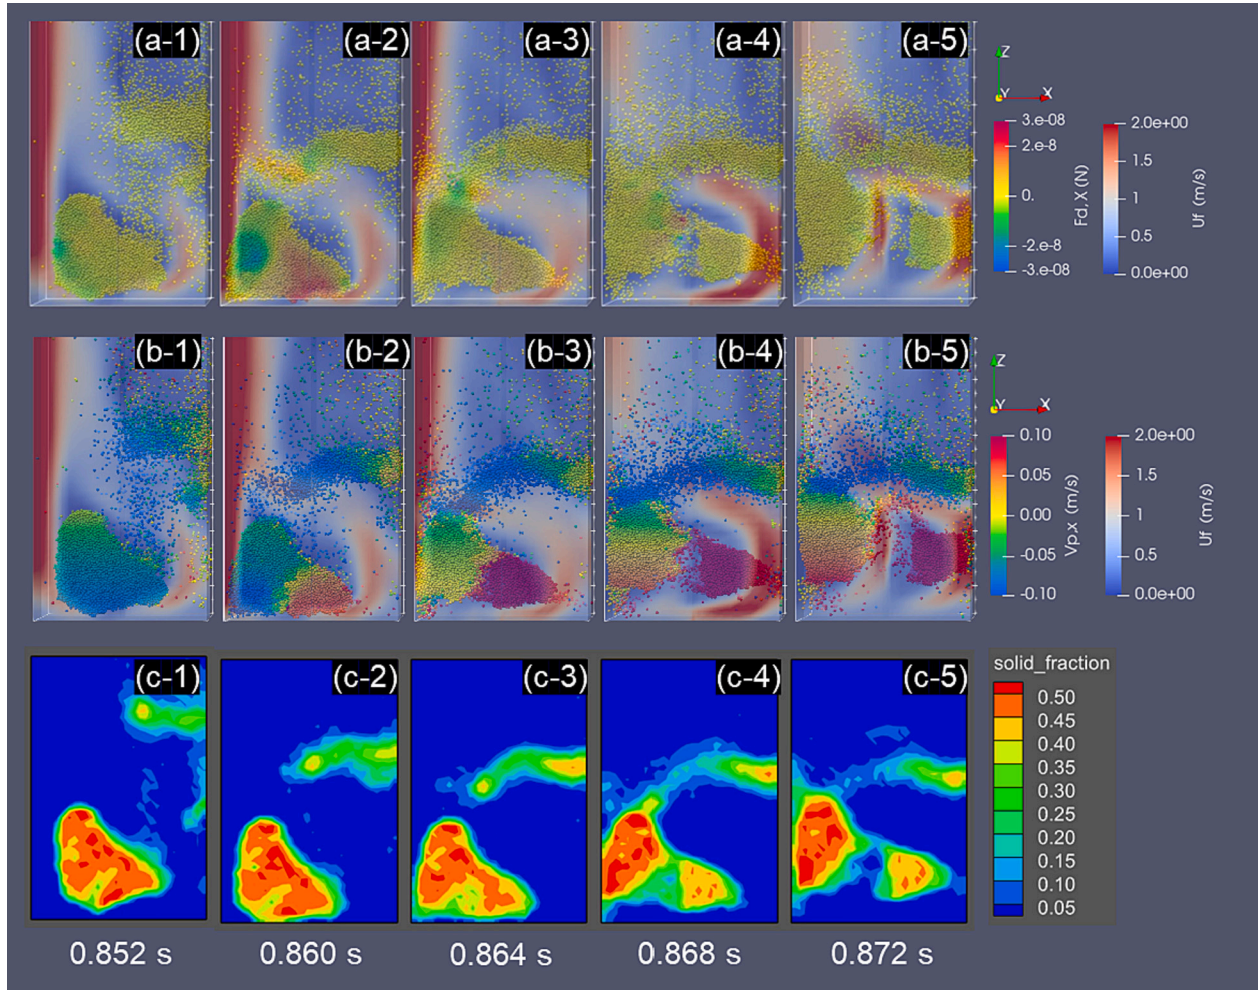 (a-1) (a-2) (a-3) (a-4) (a-5)
Z
Y X
3.e-08
2.e-8
0.
-2.e-8
-3.e-08
Fd,X (N)
2.0e+00
1.5
1.0
0.5
0.0e+00
Uf (m/s)
(b-1) (b-2) (b-3) (b-4) (b-5)
Z
Y X
0.10
0.05
0.00
-0.05
-0.10
Vp,x (m/s)
2.0e+00
1.5
1.0
0.5
0.0e+00
Uf (m/s)
(c-1) (c-2) (c-3) (c-4) (c-5)
solid_fraction
0.50
0.45
0.40
0.35
0.30
0.25
0.20
0.15
0.10
0.05
0.852 s 0.860 s 0.864 s 0.868 s 0.872 s